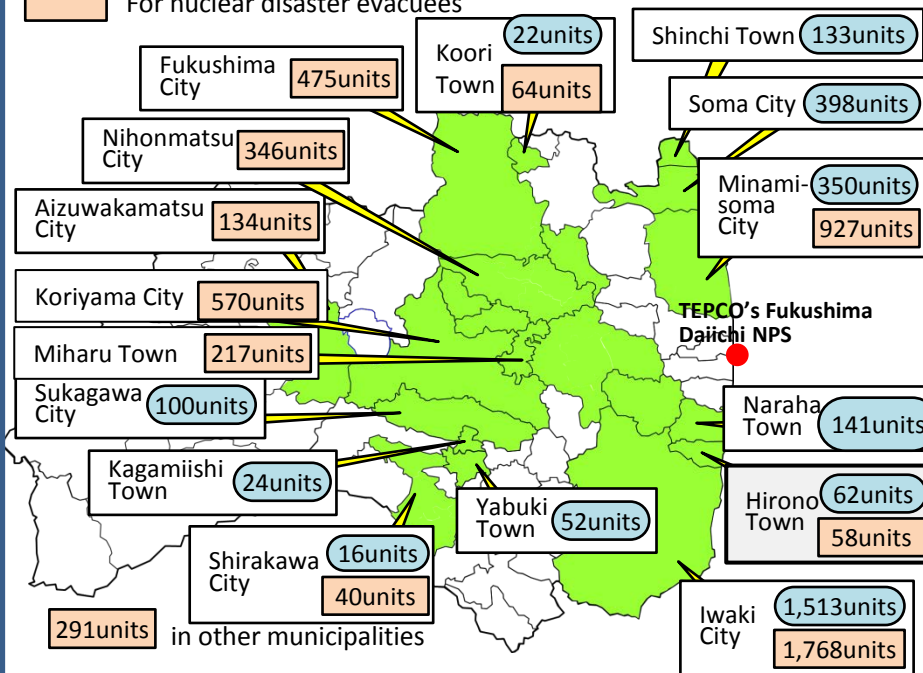 For nuclear disaster evacuees
Fukushima
City
475units
Koori
Town
22units
64units
Shinchi Town
133units
Soma City
398units
Nihonmatsu
City
346units
Minami-
soma
City
350units
927units
Aizuwakamatsu
City
134units
Koriyama City
570units
TEPCO's Fukushima
Daiichi NPS
Miharu Town
217units
Sukagawa
City
100units
Naraha
Town
141units
Kagamiishi
Town
24units
Yabuki
Town
52units
Hirono
Town
62units
58units
Shirakawa
City
16units
40units
Iwaki
City
1,513units
1,768units
291units
in other municipalities